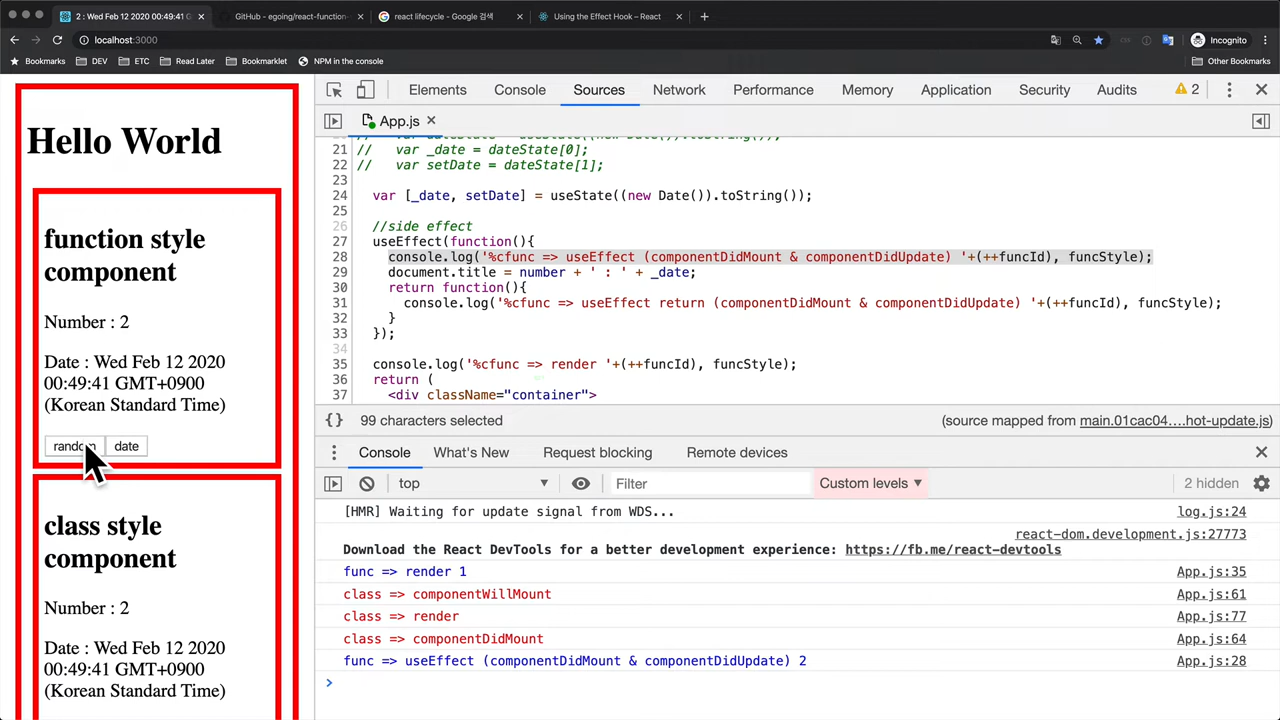 2 : Wed Feb 12 2020 00:49:41 G
GitHub - egoing/react-function-
react lifecycle - Google 검색
Using the Effect Hook – React
localhost:3000
Incognito
Bookmarks
DEV
ETC
Read Later
Bookmarklet
NPM in the console
Other Bookmarks
Hello World
function style
component
Number : 2
Date : Wed Feb 12 2020
00:49:41 GMT+0900
(Korean Standard Time)
random date
class style
component
Number : 2
Date : Wed Feb 12 2020
00:49:41 GMT+0900
(Korean Standard Time)
Elements Console Sources Network Performance Memory Application Security Audits 2
App.js
21 // var _date = dateState[0];
22 // var setDate = dateState[1];
23
24 var [_date, setDate] = useState((new Date()).toString());
25
26 //side effect
27 useEffect(function(){
28 console.log('%cfunc => useEffect (componentDidMount & componentDidUpdate) '+(++funcId), funcStyle);
29 document.title = number + ' : ' + _date;
30 return function(){
31 console.log('%cfunc => useEffect return (componentDidMount & componentDidUpdate) '+(++funcId), funcStyle);
32 }
33 });
34
35 console.log('%cfunc => render '+(++funcId), funcStyle);
36 return (
37 <div className="container">
{} 99 characters selected (source mapped from main.01cac04….hot-update.js)
Console What's New Request blocking Remote devices
top Filter Custom levels 2 hidden
[HMR] Waiting for update signal from WDS... log.js:24
react-dom.development.js:27773
Download the React DevTools for a better development experience: https://fb.me/react-devtools
func => render 1 App.js:35
class => componentWillMount App.js:61
class => render App.js:77
class => componentDidMount App.js:64
func => useEffect (componentDidMount & componentDidUpdate) 2 App.js:28
>